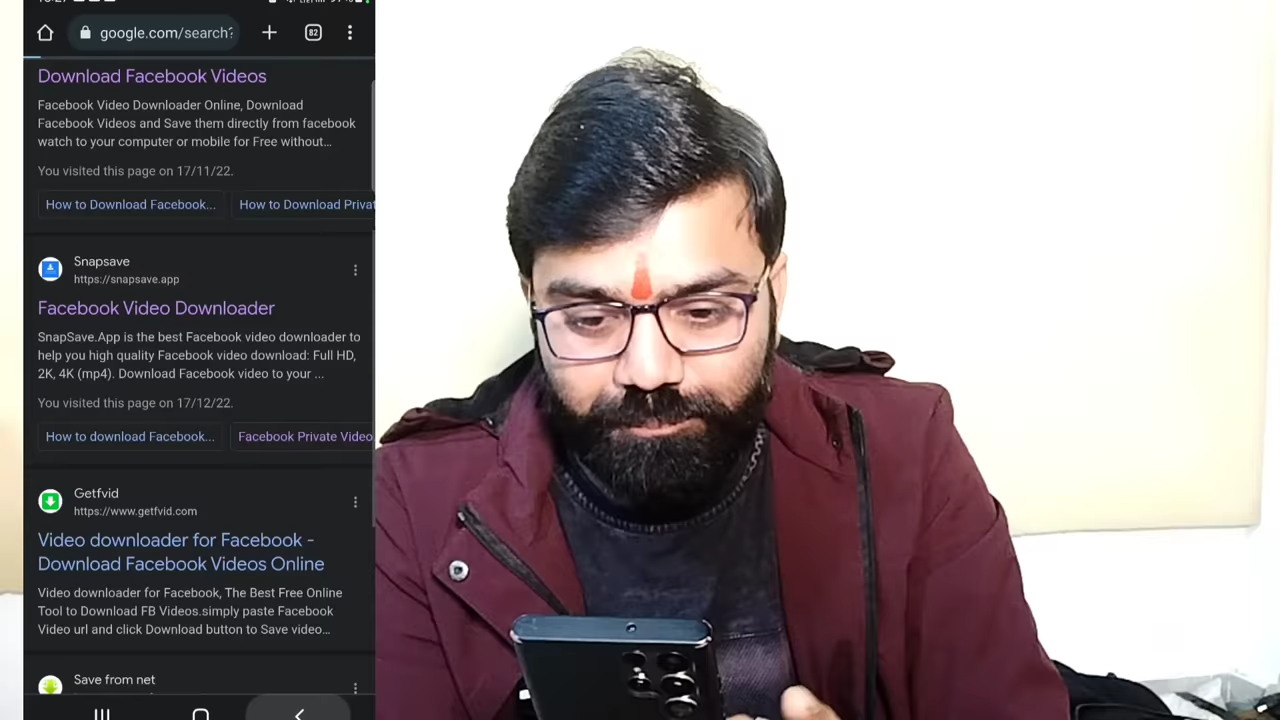 google.com/search?
82
Download Facebook Videos
Facebook Video Downloader Online, Download
Facebook Videos and Save them directly from facebook
watch to your computer or mobile for Free without...
You visited this page on 17/11/22.
How to Download Facebook... How to Download Privat
Snapsave
https://snapsave.app
Facebook Video Downloader
SnapSave.App is the best Facebook video downloader to
help you high quality Facebook video download: Full HD,
2K, 4K (mp4). Download Facebook video to your ...
You visited this page on 17/12/22.
How to download Facebook... Facebook Private Video
Getfvid
https://www.getfvid.com
Video downloader for Facebook -
Download Facebook Videos Online
Video downloader for Facebook, The Best Free Online
Tool to Download FB Videos.simply paste Facebook
Video url and click Download button to Save video...
Save from net